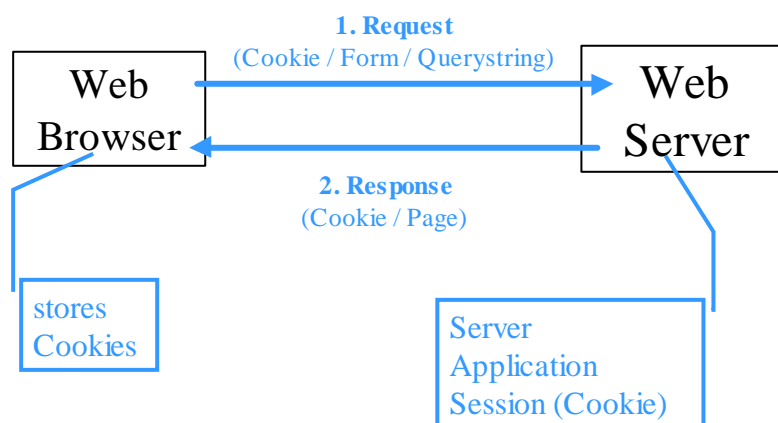 1. Request
(Cookie / Form / Querystring)
Web
Browser
Web
Server
2. Response
(Cookie / Page)
stores
Cookies
Server
Application
Session (Cookie)